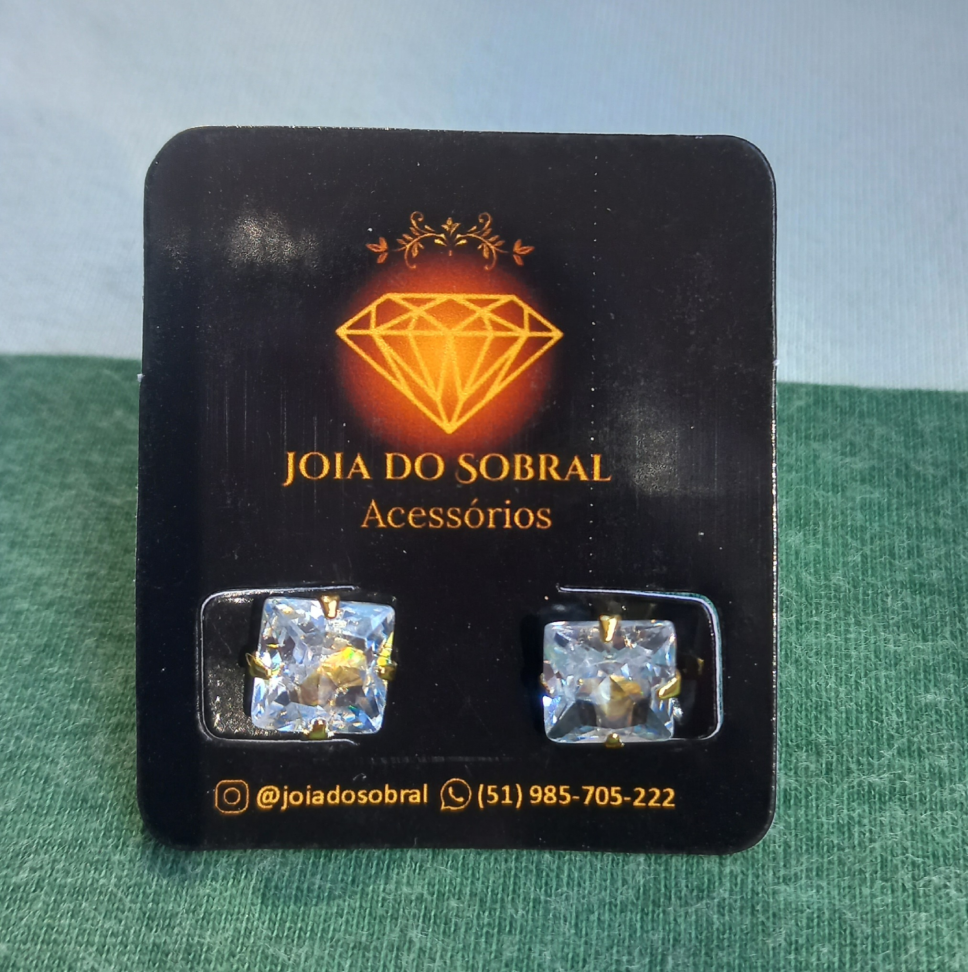 JOIA DO SOBRAL
Acessórios
@joiadosobral (51) 985-705-222